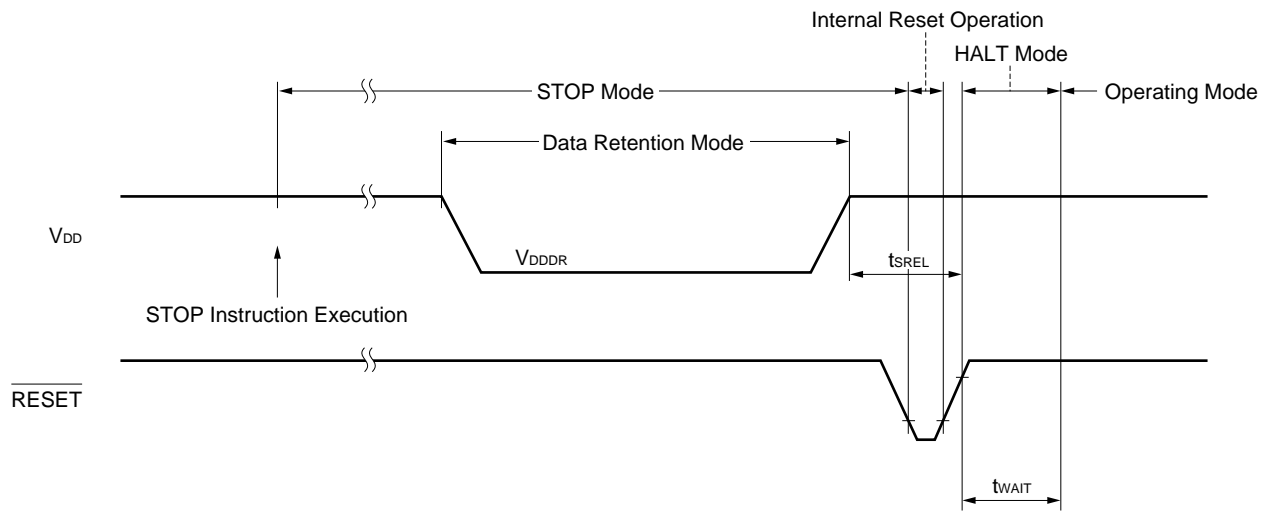 Internal Reset Operation
HALT Mode
STOP Mode
Operating Mode
Data Retention Mode
VDD
VDDDR
tSREL
STOP Instruction Execution
RESET
tWAIT